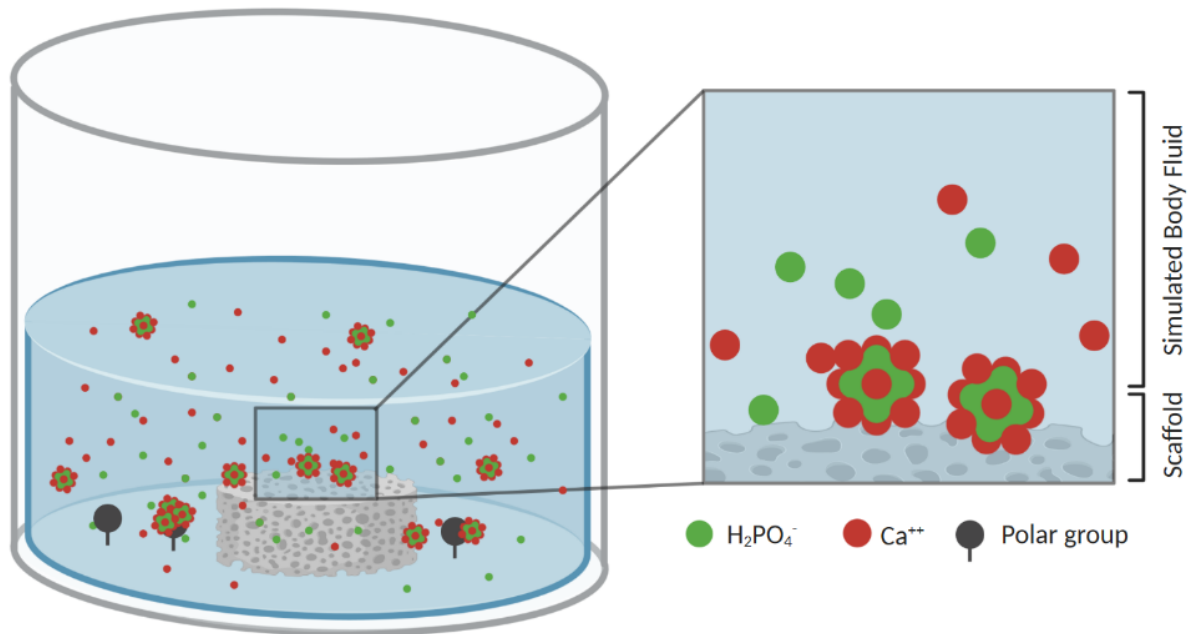 Simulated Body Fluid
Scaffold
H₂PO₄⁻
Ca⁺⁺
Polar group